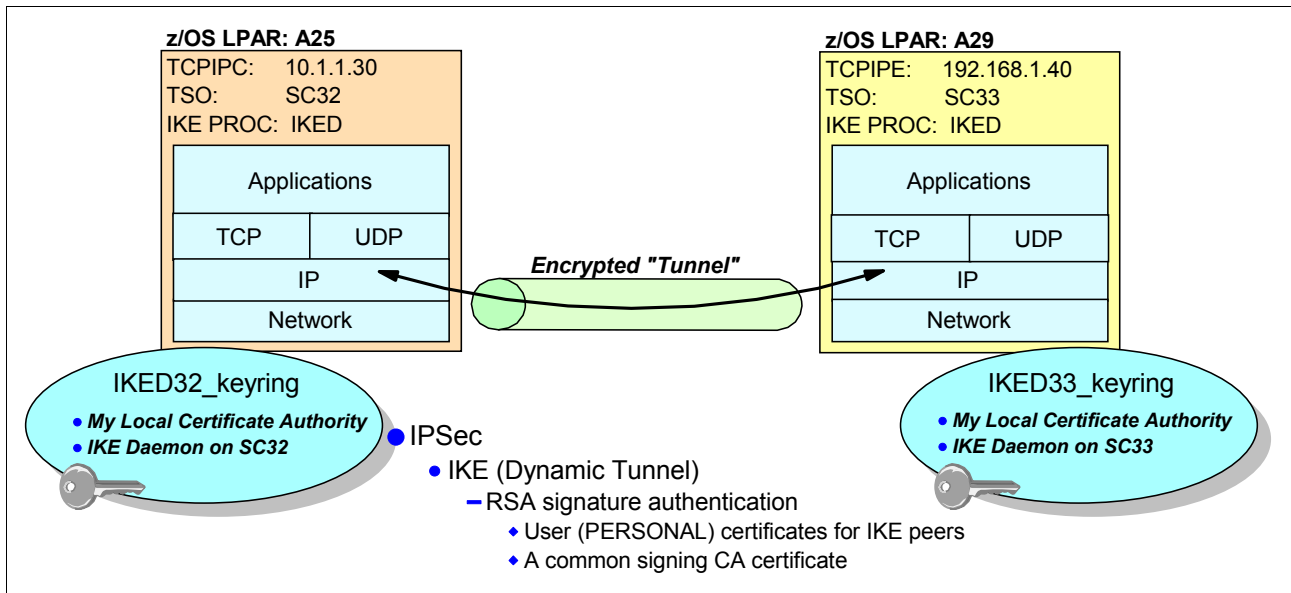 z/OS LPAR: A25
TCPIPC: 10.1.1.30
TSO: SC32
IKE PROC: IKED
Applications
TCP UDP
IP
Network
z/OS LPAR: A29
TCPIPE: 192.168.1.40
TSO: SC33
IKE PROC: IKED
Applications
TCP UDP
IP
Network
Encrypted "Tunnel"
IKED32_keyring
• My Local Certificate Authority
• IKE Daemon on SC32
IKED33_keyring
• My Local Certificate Authority
• IKE Daemon on SC33
• IPSec
• IKE (Dynamic Tunnel)
– RSA signature authentication
◆ User (PERSONAL) certificates for IKE peers
◆ A common signing CA certificate